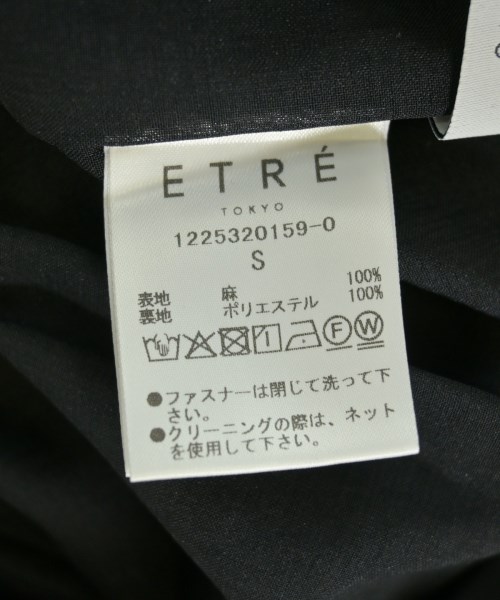 ETRÉ
TOKYO
1225320159-0
S
表地 麻 100%
裏地 ポリエステル 100%
F W
●ファスナーは閉じて洗って下
さい。
●クリーニングの際は、ネット
を使用して下さい。